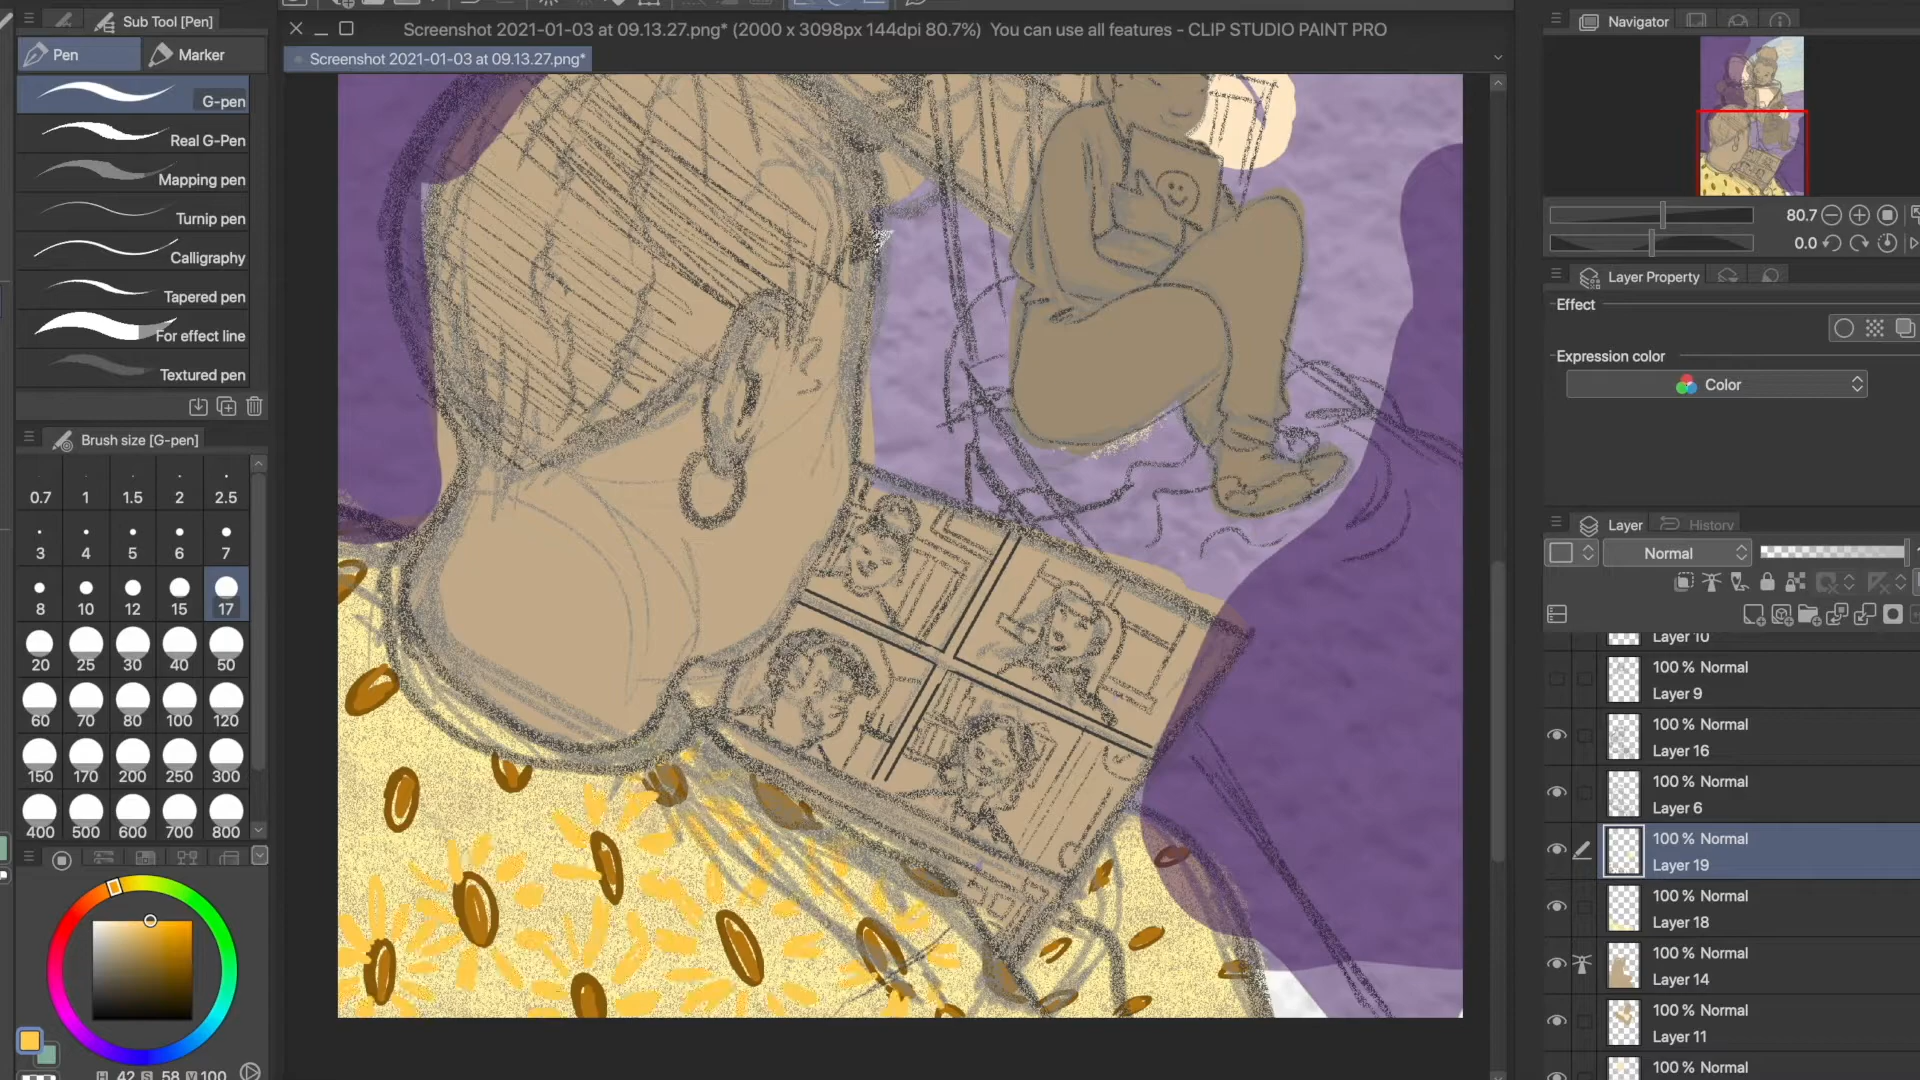 Sub Tool [Pen]
Pen
Marker
G-pen
Real G-Pen
Mapping pen
Turnip pen
Calligraphy
Tapered pen
For effect line
Textured pen
Brush size [G-pen]
0.7 1 1.5 2 2.5
3 4 5 6 7
8 10 12 15 17
20 25 30 40 50
60 70 80 100 120
150 170 200 250 300
400 500 600 700 800
H 42 S 58 V 100
Screenshot 2021-01-03 at 09.13.27.png* (2000 x 3098px 144dpi 80.7%) You can use all features - CLIP STUDIO PAINT PRO
Screenshot 2021-01-03 at 09.13.27.png*
Navigator
80.7
0.0
Layer Property
Effect
Expression color
Color
Layer History
Normal
Layer 10
100 % Normal
Layer 9
100 % Normal
Layer 16
100 % Normal
Layer 6
100 % Normal
Layer 19
100 % Normal
Layer 18
100 % Normal
Layer 14
100 % Normal
Layer 11
100 % Normal